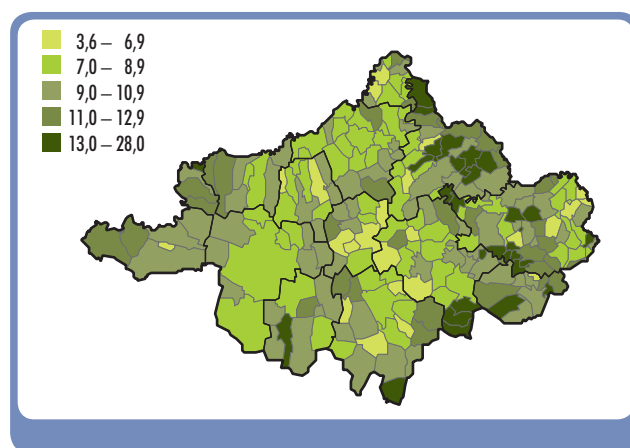 3,6 – 6,9
7,0 – 8,9
9,0 – 10,9
11,0 – 12,9
13,0 – 28,0